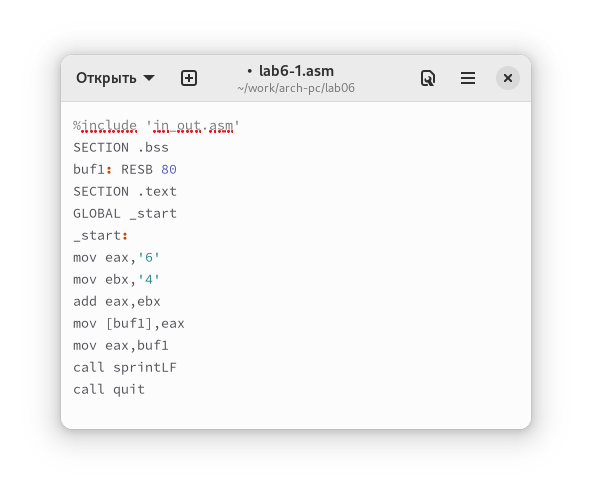 Открыть
• lab6-1.asm
~/work/arch-pc/lab06
%include 'in_out.asm'
SECTION .bss
buf1: RESB 80
SECTION .text
GLOBAL _start
_start:
mov eax,'6'
mov ebx,'4'
add eax,ebx
mov [buf1],eax
mov eax,buf1
call sprintLF
call quit